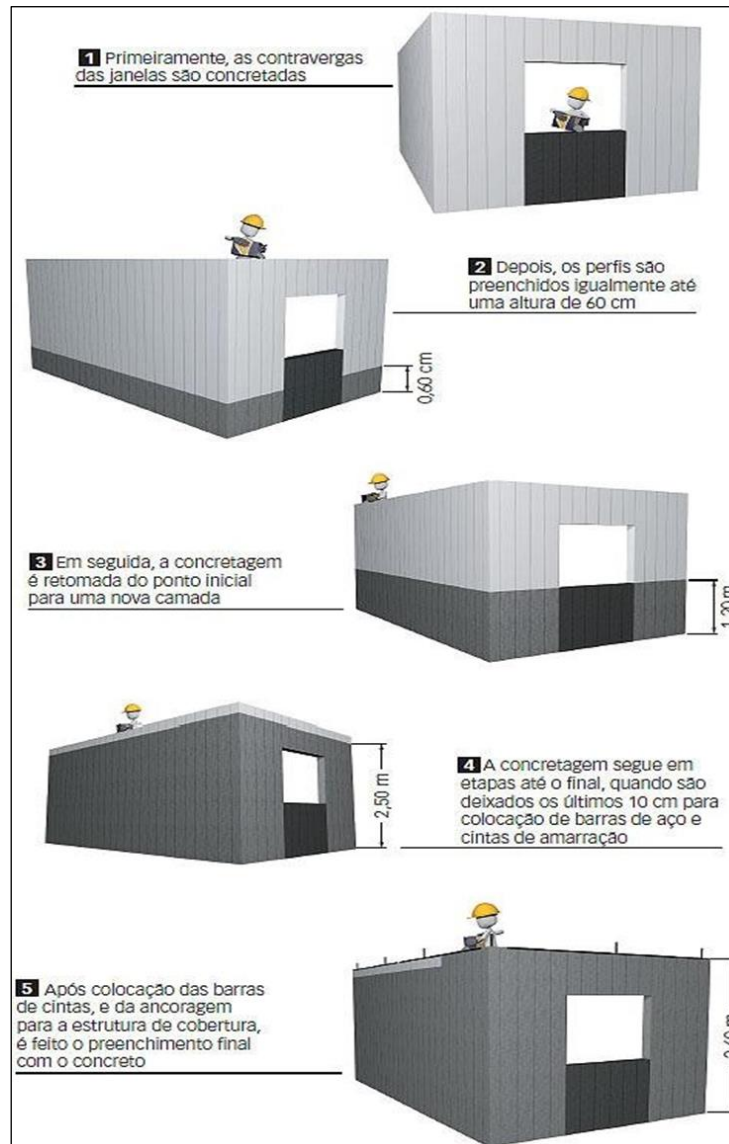 1 Primeiramente, as contravergas
das janelas são concretadas
2 Depois, os perfis são
preenchidos igualmente até
uma altura de 60 cm
0,60 cm
3 Em seguida, a concretagem
é retomada do ponto inicial
para uma nova camada
1,20 m
4 A concretagem segue em
etapas até o final, quando são
deixados os últimos 10 cm para
colocação de barras de aço e
cintas de amarração
2,50 m
5 Após colocação das barras
de cintas, e da ancoragem
para a estrutura de cobertura,
é feito o preenchimento final
com o concreto